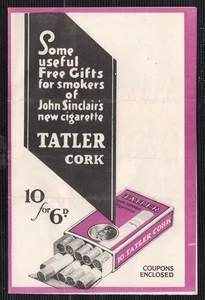 Some
useful
Free Gifts
for smokers
of
John Sinclair's
new cigarette
TATLER
CORK
10
for 6D
TATLER
10 TATLER CORK
COUPONS
ENCLOSED